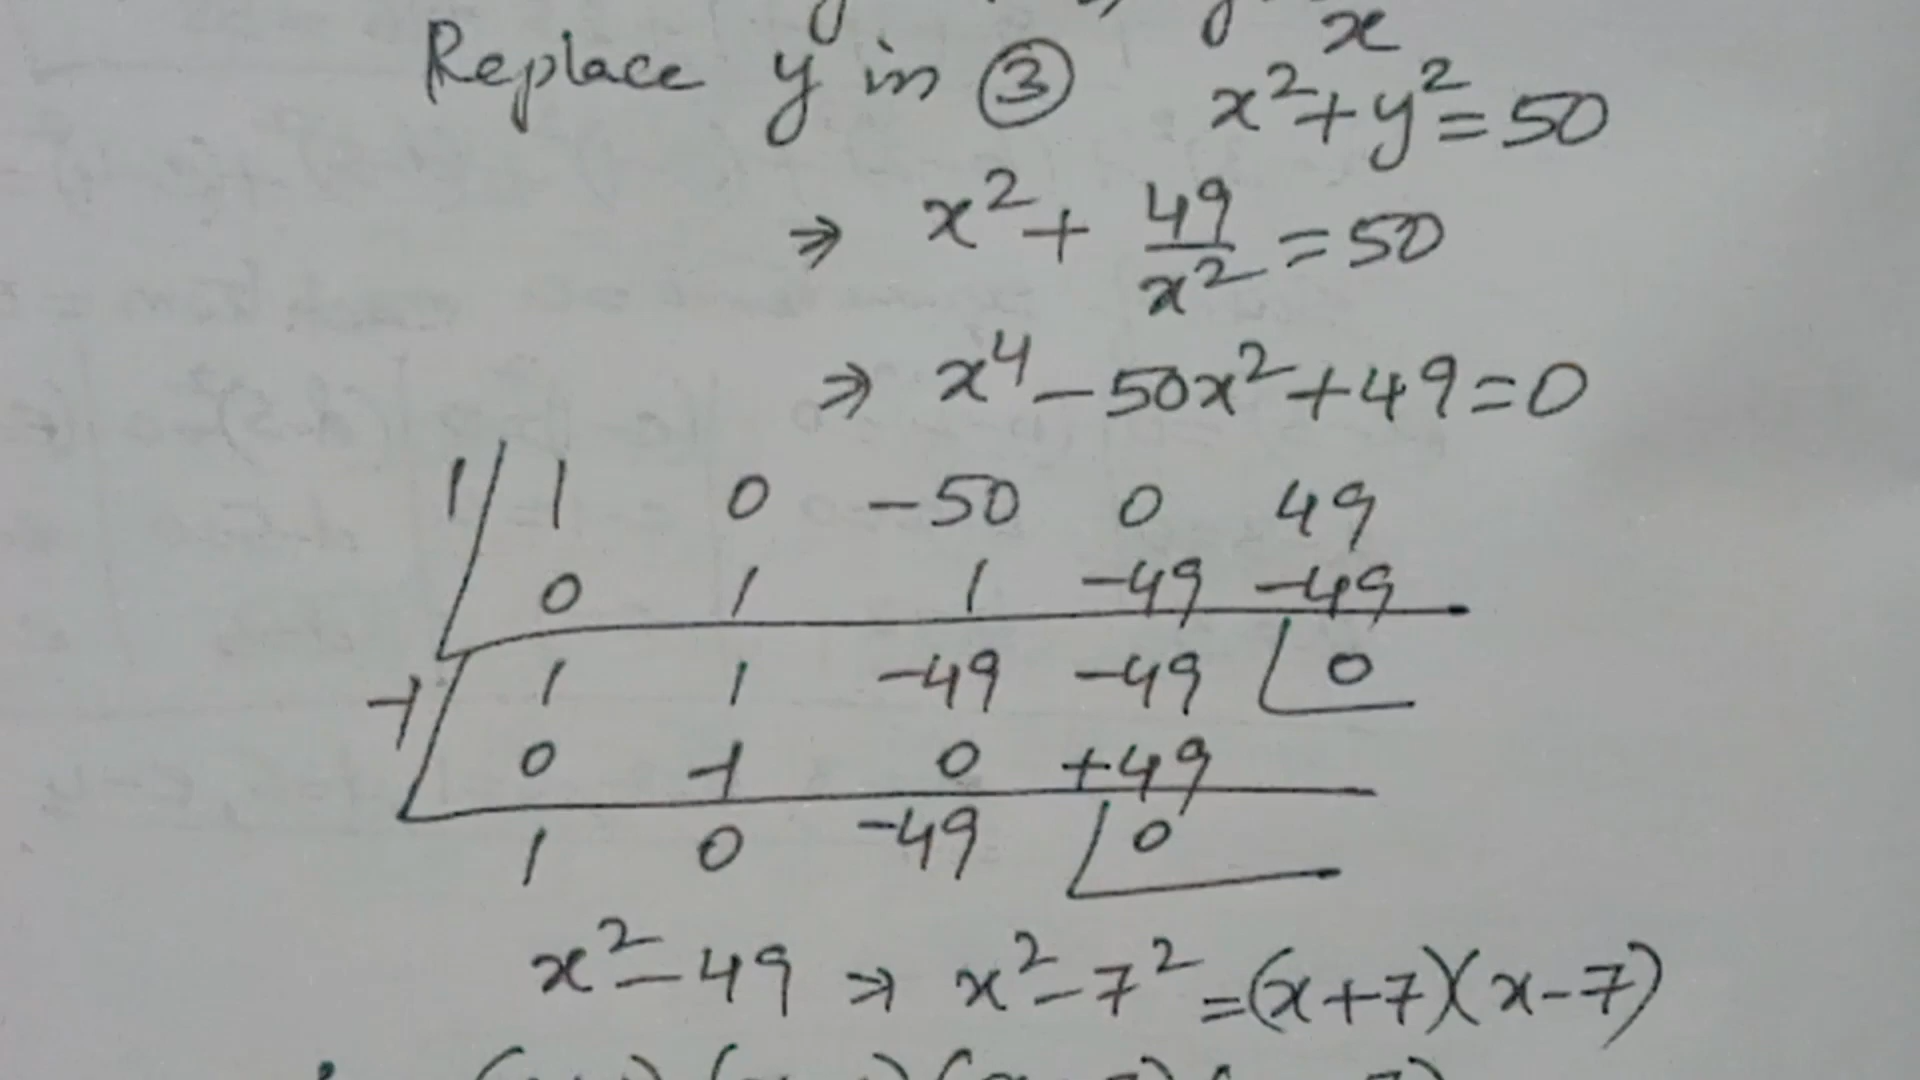 x
Replace y in ③ x²+y²=50
⇒ x² + 49/x² = 50
⇒ x⁴ - 50x² + 49 = 0
1 | 1 0 -50 0 49
0 1 1 -49 -49
-1 | 1 1 -49 -49 | 0
0 -1 0 +49
1 0 -49 | 0
x² - 49 ⇒ x² - 7² = (x+7)(x-7)